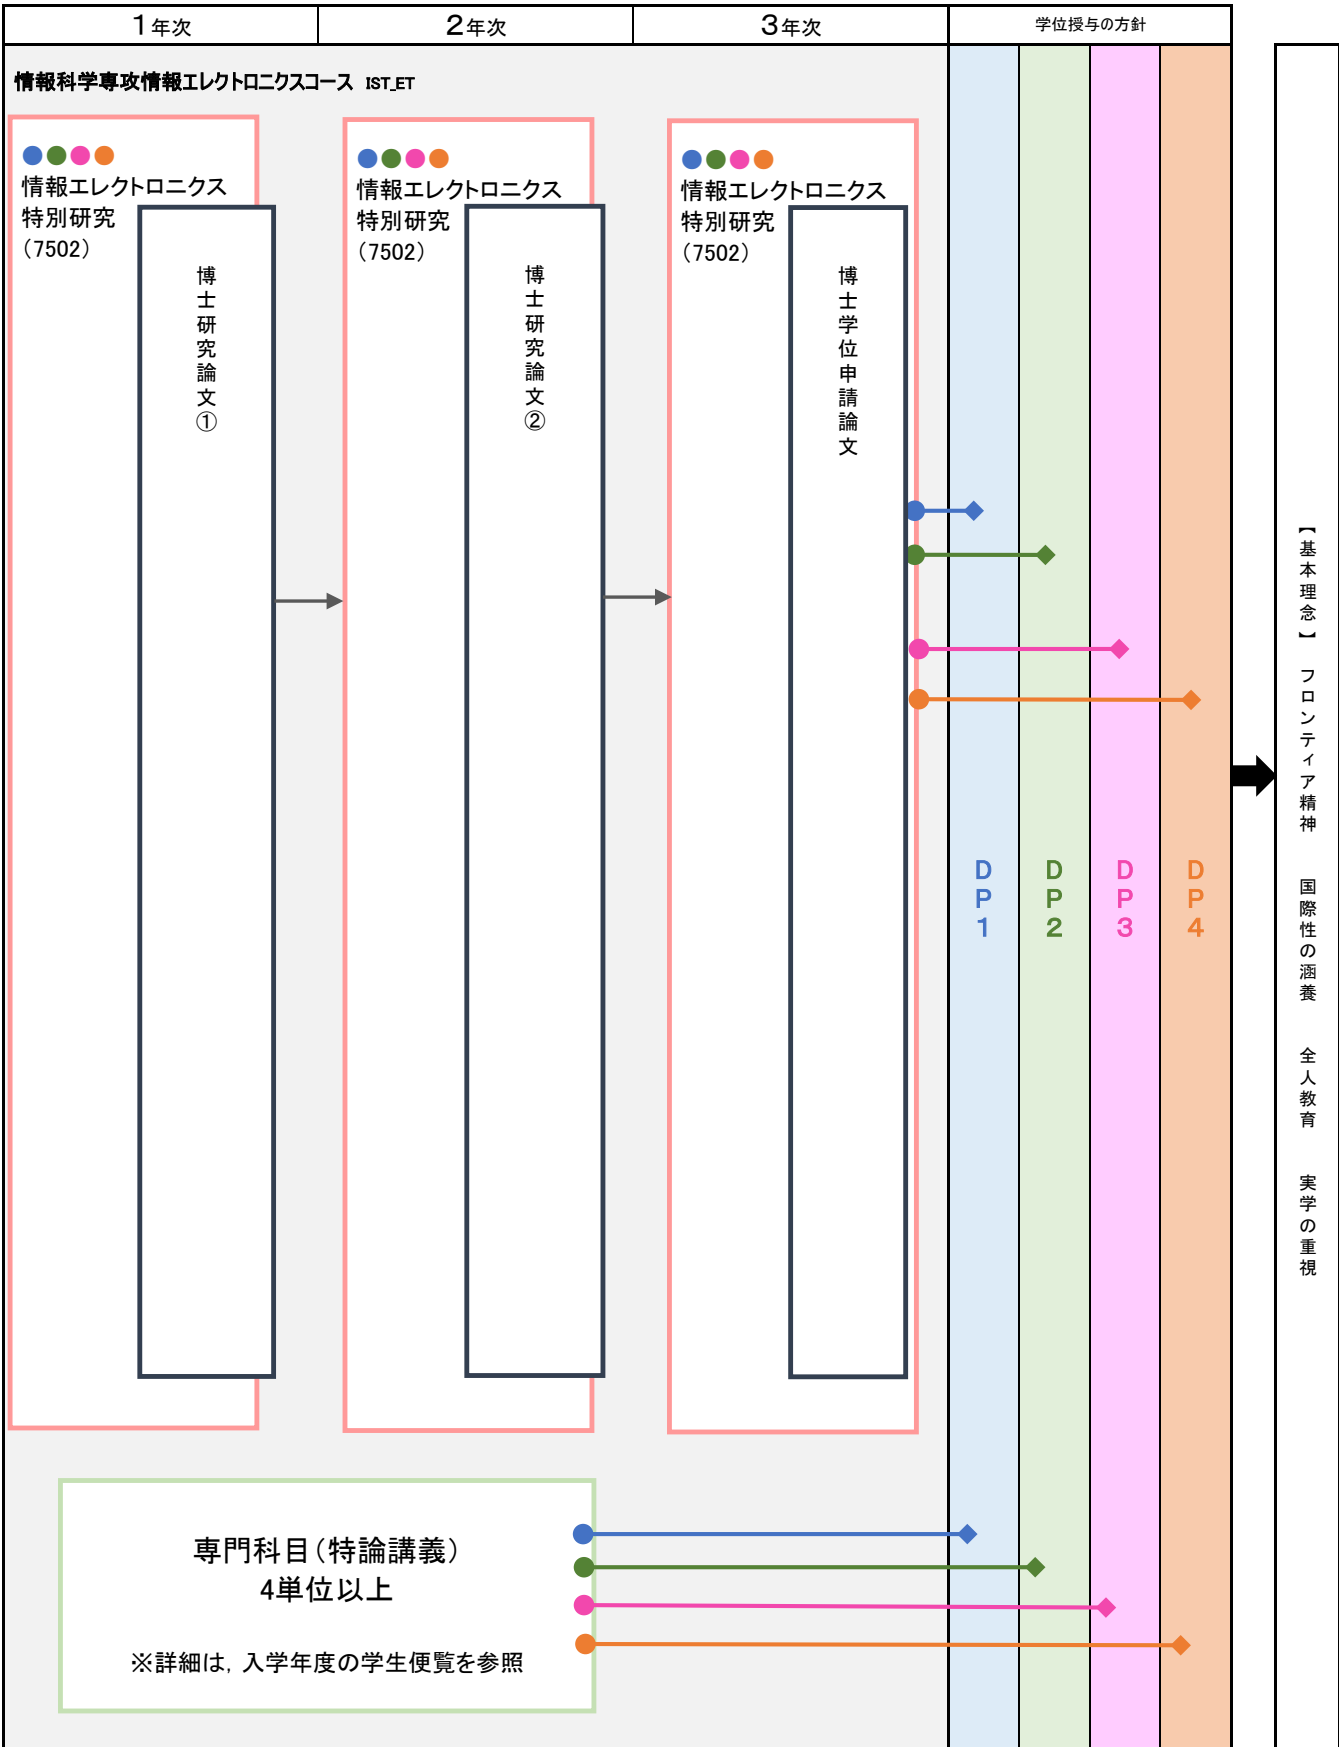 1年次
2年次
3年次
学位授与の方針
情報科学専攻情報エレクトロニクスコース IST_ET
情報エレクトロニクス
特別研究
（7502）
博士研究論文①
情報エレクトロニクス
特別研究
（7502）
博士研究論文②
情報エレクトロニクス
特別研究
（7502）
博士学位申請論文
DP1
DP2
DP3
DP4
【基本理念】 フロンティア精神 国際性の涵養 全人教育 実学の重視
専門科目（特論講義）
4単位以上
※詳細は，入学年度の学生便覧を参照